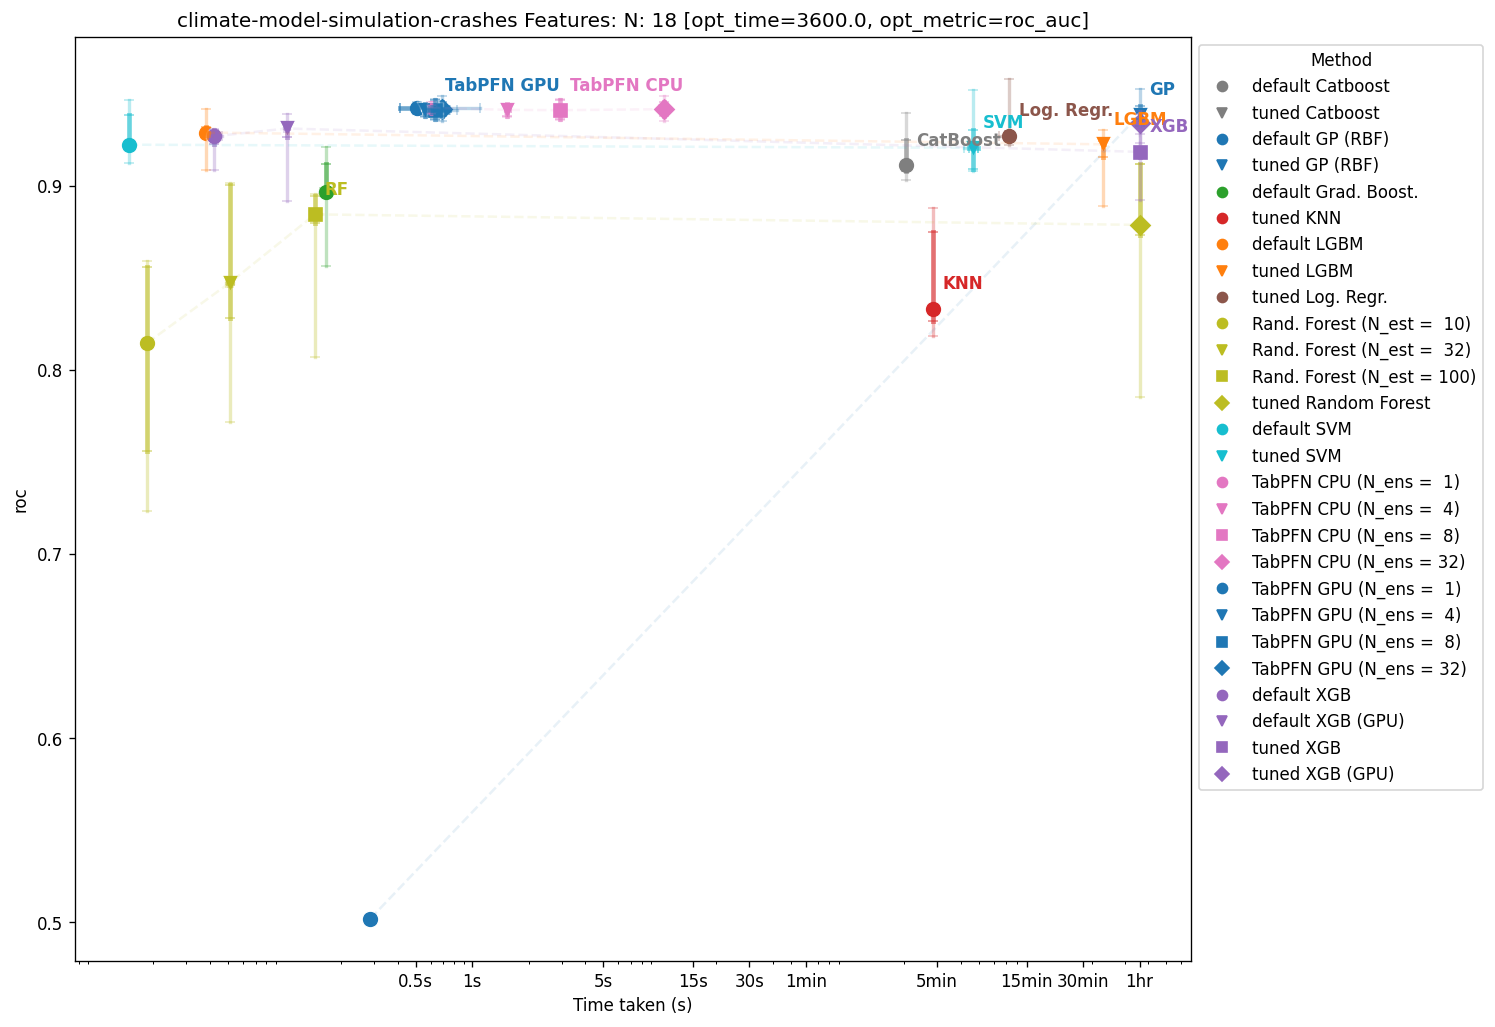 climate-model-simulation-crashes Features: N: 18 [opt_time=3600.0, opt_metric=roc_auc]
TabPFN GPU
TabPFN CPU
GP
Log. Regr.
LGBM
SVM
XGB
CatBoost
RF
KNN
roc
0.9
0.8
0.7
0.6
0.5
0.5s
1s
5s
15s
30s
1min
5min
15min
30min
1hr
Time taken (s)
Method
default Catboost
tuned Catboost
default GP (RBF)
tuned GP (RBF)
default Grad. Boost.
tuned KNN
default LGBM
tuned LGBM
tuned Log. Regr.
Rand. Forest (N_est =  10)
Rand. Forest (N_est =  32)
Rand. Forest (N_est = 100)
tuned Random Forest
default SVM
tuned SVM
TabPFN CPU (N_ens =  1)
TabPFN CPU (N_ens =  4)
TabPFN CPU (N_ens =  8)
TabPFN CPU (N_ens = 32)
TabPFN GPU (N_ens =  1)
TabPFN GPU (N_ens =  4)
TabPFN GPU (N_ens =  8)
TabPFN GPU (N_ens = 32)
default XGB
default XGB (GPU)
tuned XGB
tuned XGB (GPU)